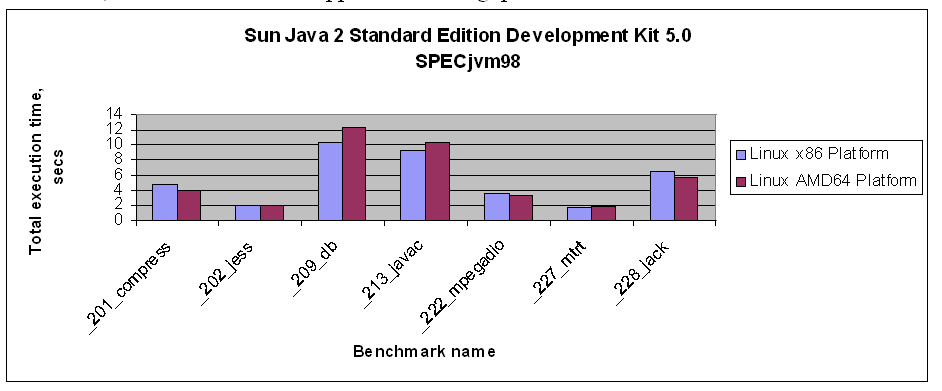 Sun Java 2 Standard Edition Development Kit 5.0
SPECjvm98
Total execution time,
secs
14
12
10
8
6
4
2
0
_201_compress
_202_jess
_209_db
_213_javac
_222_mpegadio
_227_mtrt
_228_jack
Benchmark name
Linux x86 Platform
Linux AMD64 Platform